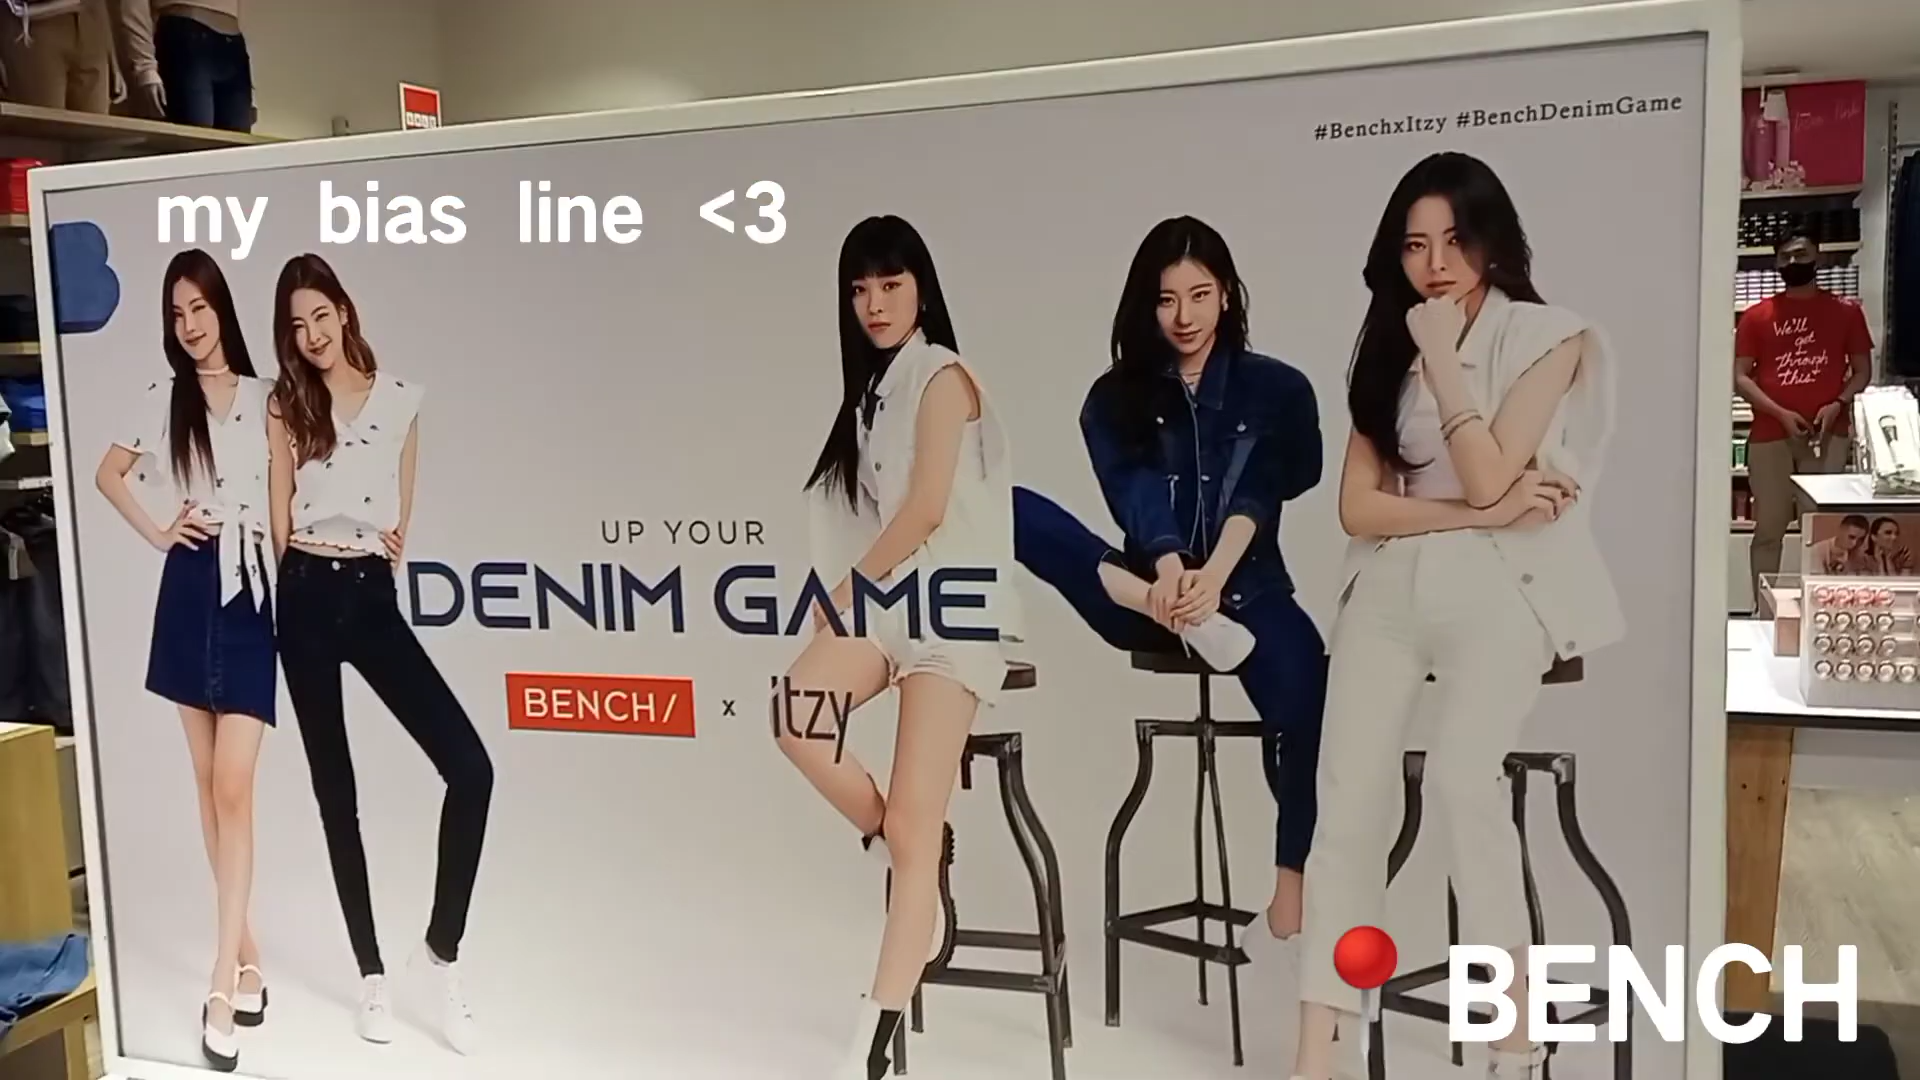 #BenchxItzy #BenchDenimGame
my bias line <3
We'll
get
through
this.
UP YOUR
DENIM GAME
BENCH/ x itzy
BENCH